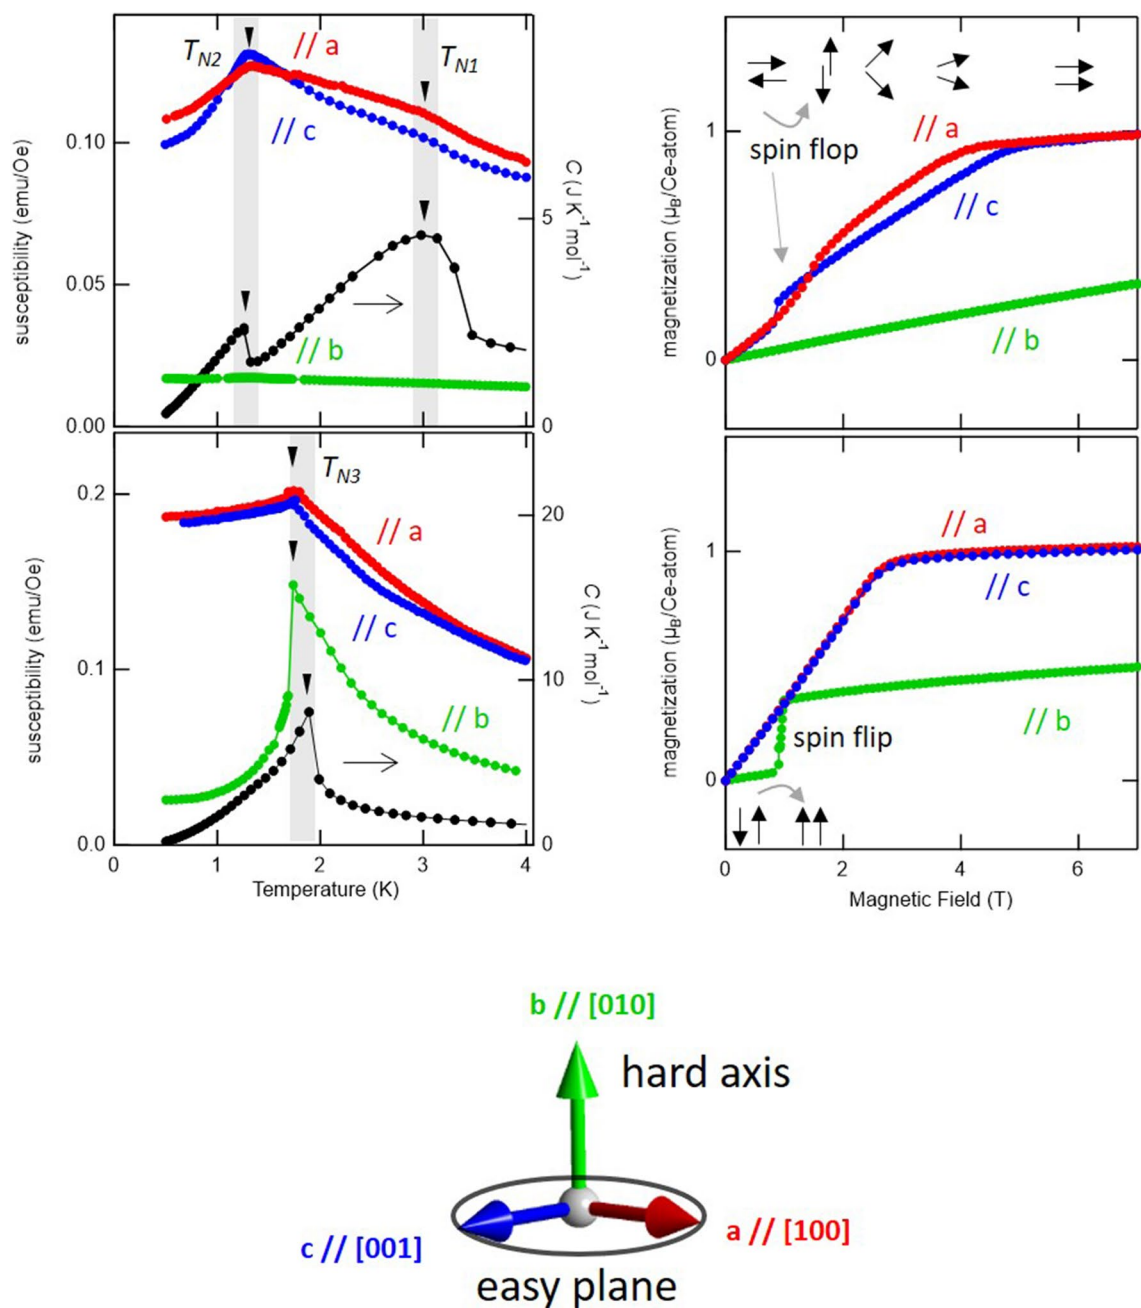 T_N2
// a
T_N1
// c
// b
0.10
0.05
0.00
susceptibility (emu/Oe)
5
0
C (J K⁻¹ mol⁻¹)
spin flop
// a
// c
// b
1
0
magnetization (μ_B/Ce-atom)
T_N3
// a
// c
// b
0.2
0.1
0.0
susceptibility (emu/Oe)
20
10
0
C (J K⁻¹ mol⁻¹)
0 1 2 3 4
Temperature (K)
// a
// c
spin flip
// b
1
0
magnetization (μ_B/Ce-atom)
0 2 4 6
Magnetic Field (T)
b // [010]
hard axis
c // [001]
a // [100]
easy plane